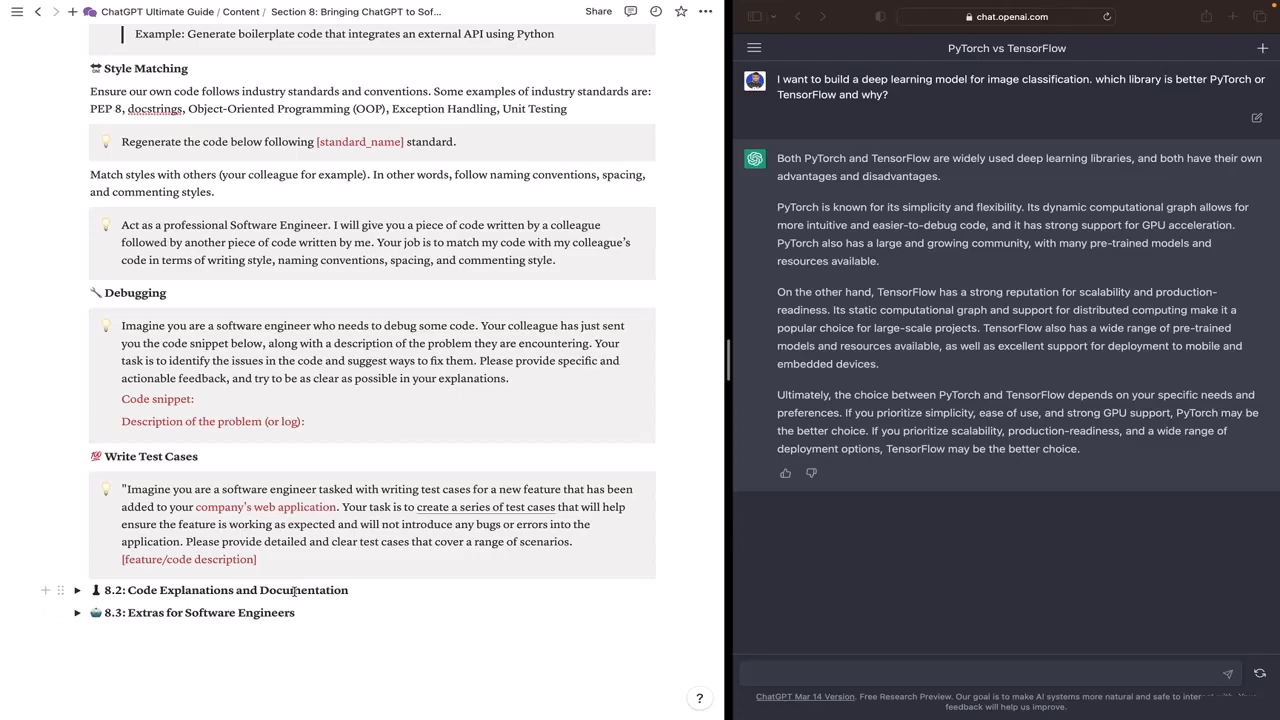 ChatGPT Ultimate Guide / Content / Section 8: Bringing ChatGPT to Sof...
Share
Example: Generate boilerplate code that integrates an external API using Python
Style Matching
Ensure our own code follows industry standards and conventions. Some examples of industry standards are:
PEP 8, docstrings, Object-Oriented Programming (OOP), Exception Handling, Unit Testing
Regenerate the code below following [standard_name] standard.
Match styles with others (your colleague for example). In other words, follow naming conventions, spacing,
and commenting styles.
Act as a professional Software Engineer. I will give you a piece of code written by a colleague
followed by another piece of code written by me. Your job is to match my code with my colleague's
code in terms of writing style, naming conventions, spacing, and commenting style.
Debugging
Imagine you are a software engineer who needs to debug some code. Your colleague has just sent
you the code snippet below, along with a description of the problem they are encountering. Your
task is to identify the issues in the code and suggest ways to fix them. Please provide specific and
actionable feedback, and try to be as clear as possible in your explanations.
Code snippet:
Description of the problem (or log):
Write Test Cases
"Imagine you are a software engineer tasked with writing test cases for a new feature that has been
added to your company's web application. Your task is to create a series of test cases that will help
ensure the feature is working as expected and will not introduce any bugs or errors into the
application. Please provide detailed and clear test cases that cover a range of scenarios.
[feature/code description]
8.2: Code Explanations and Documentation
8.3: Extras for Software Engineers
?
chat.openai.com
PyTorch vs TensorFlow
I want to build a deep learning model for image classification. which library is better PyTorch or
TensorFlow and why?
Both PyTorch and TensorFlow are widely used deep learning libraries, and both have their own
advantages and disadvantages.
PyTorch is known for its simplicity and flexibility. Its dynamic computational graph allows for
more intuitive and easier-to-debug code, and it has strong support for GPU acceleration.
PyTorch also has a large and growing community, with many pre-trained models and
resources available.
On the other hand, TensorFlow has a strong reputation for scalability and production-
readiness. Its static computational graph and support for distributed computing make it a
popular choice for large-scale projects. TensorFlow also has a wide range of pre-trained
models and resources available, as well as excellent support for deployment to mobile and
embedded devices.
Ultimately, the choice between PyTorch and TensorFlow depends on your specific needs and
preferences. If you prioritize simplicity, ease of use, and strong GPU support, PyTorch may be
the better choice. If you prioritize scalability, production-readiness, and a wide range of
deployment options, TensorFlow may be the better choice.
ChatGPT Mar 14 Version. Free Research Preview. Our goal is to make AI systems more natural and safe to
feedback will help us improve.